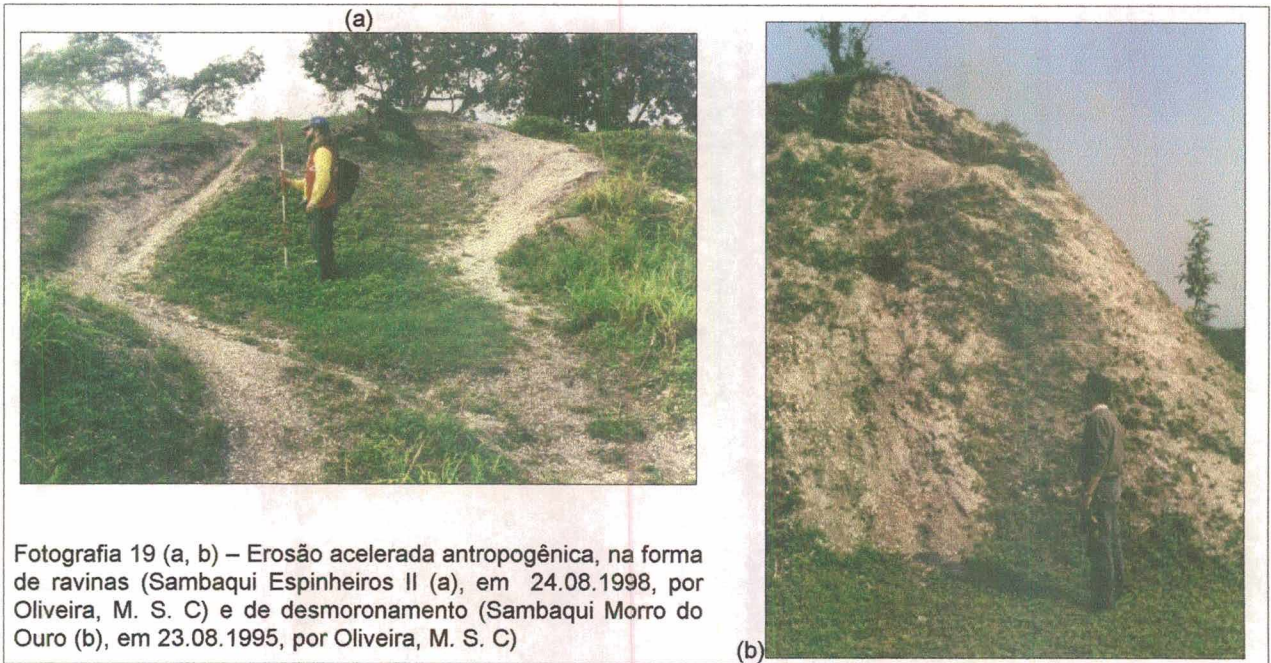 (a)
Fotografia 19 (a, b) – Erosão acelerada antropogênica, na forma
de ravinas (Sambaqui Espinheiros II (a), em 24.08.1998, por
Oliveira, M. S. C) e de desmoronamento (Sambaqui Morro do
Ouro (b), em 23.08.1995, por Oliveira, M. S. C)
(b)